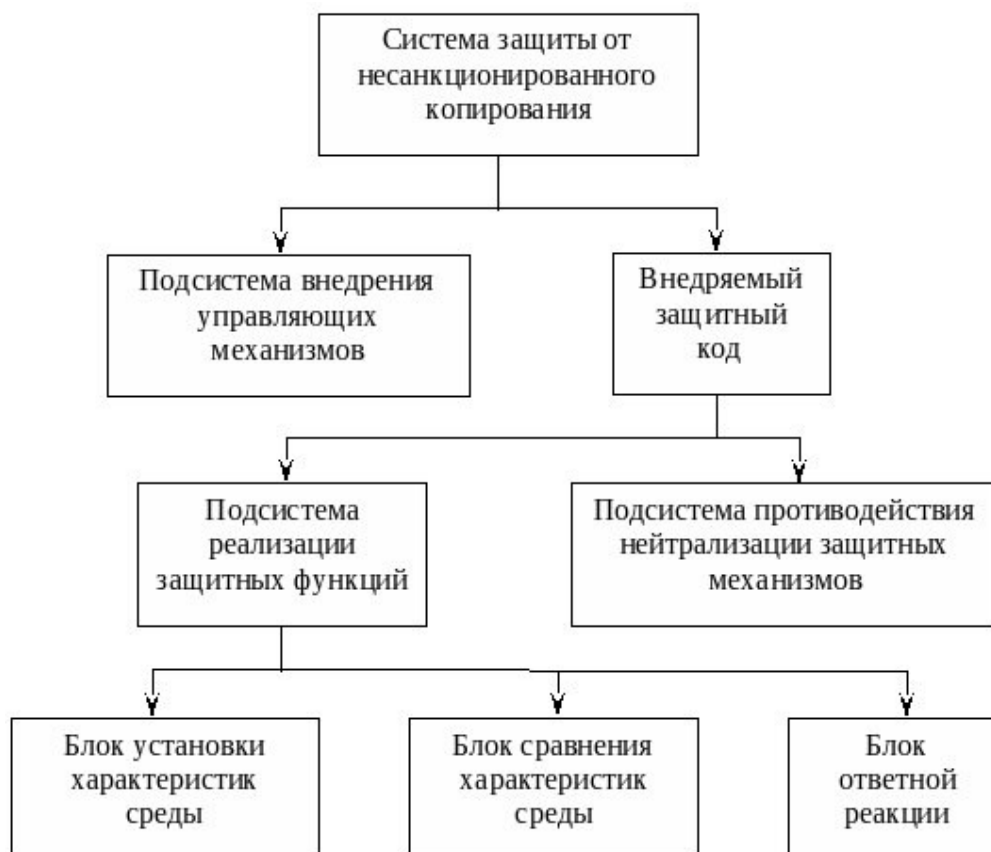 Система защиты от
несанкционированного
копирования
Подсистема внедрения
управляющих
механизмов
Внедряемый
защитный
код
Подсистема
реализации
защитных функций
Подсистема противодействия
нейтрализации защитных
механизмов
Блок установки
характеристик
среды
Блок сравнения
характеристик
среды
Блок
ответной
реакции